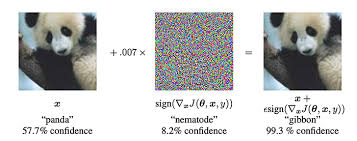 + .007 ×
=
x
sign(∇ₓJ(θ, x, y))
x +
ϵsign(∇ₓJ(θ, x, y))
“panda”
“nematode”
“gibbon”
57.7% confidence
8.2% confidence
99.3 % confidence